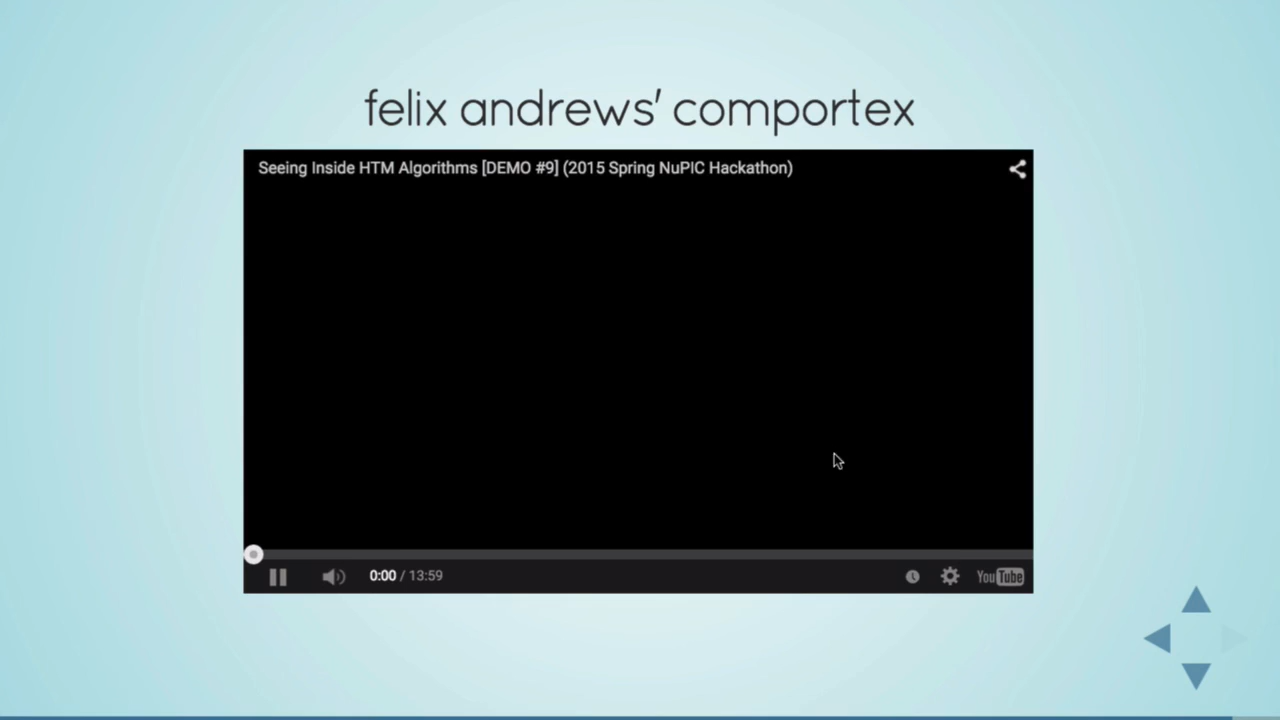 felix andrews' comportex
Seeing Inside HTM Algorithms [DEMO #9] (2015 Spring NuPIC Hackathon)
0:00 / 13:59
YouTube